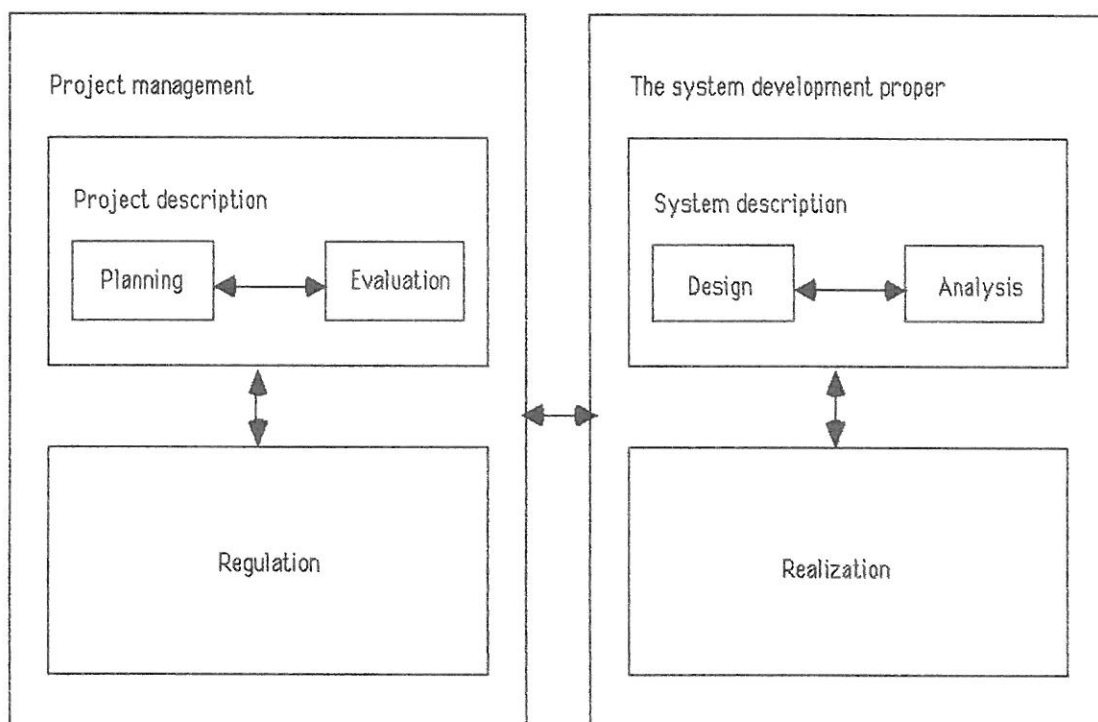 Project management
Project description
Planning
Evaluation
Regulation
The system development proper
System description
Design
Analysis
Realization